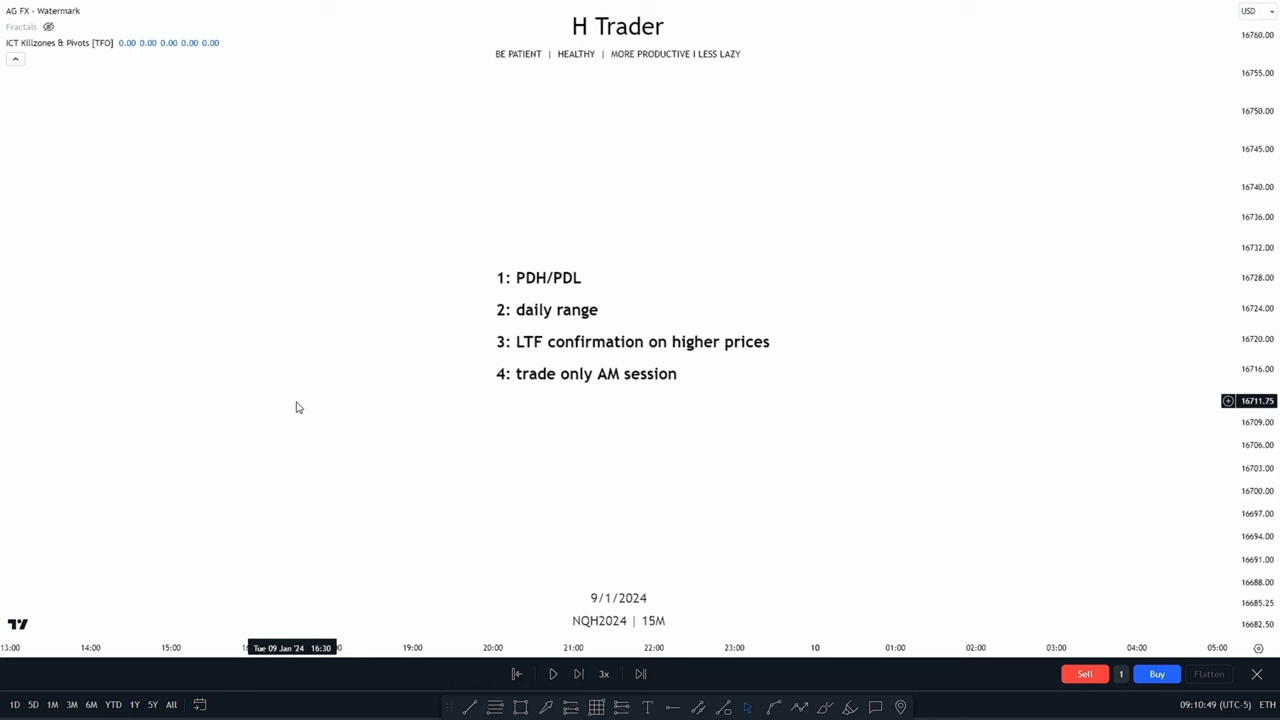 AG FX - Watermark
Fractals
ICT Killzones & Pivots [TFO] 0.00 0.00 0.00 0.00 0.00
H Trader
BE PATIENT | HEALTHY | MORE PRODUCTIVE I LESS LAZY
USD
16760.00
16755.00
16750.00
16745.00
16740.00
16736.00
16732.00
16728.00
16724.00
16720.00
16716.00
16711.75
16709.00
16706.00
16703.00
16700.00
16697.00
16694.00
16691.00
16688.00
16685.25
16682.50
1: PDH/PDL
2: daily range
3: LTF confirmation on higher prices
4: trade only AM session
9/1/2024
NQH2024 | 15M
13:00 14:00 15:00 Tue 09 Jan '24 16:30 19:00 20:00 21:00 22:00 23:00 10 01:00 02:00 03:00 04:00 05:00
3x Sell 1 Buy Flatten
1D 5D 1M 3M 6M YTD 1Y 5Y All 09:10:49 (UTC-5) ETH